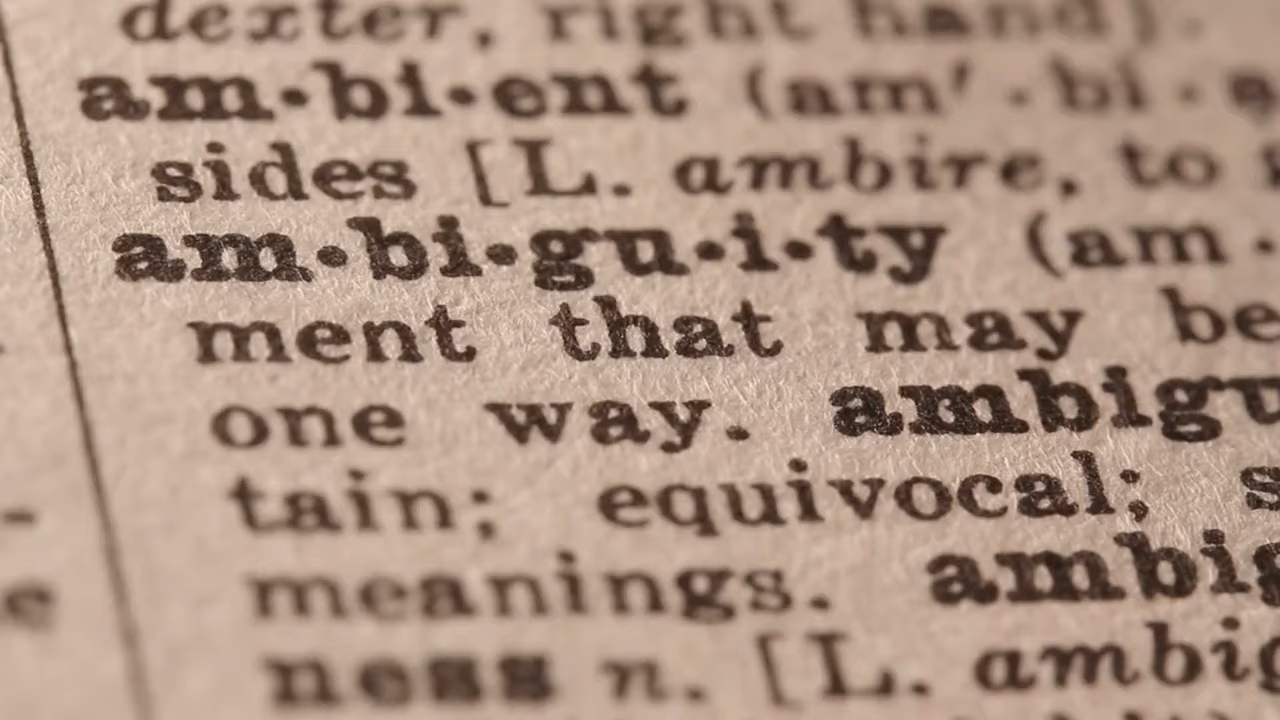 dexter, right hand].
am•bi•ent (am′ · bi ·
sides [L. ambire, to
am•bi•gu•i•ty (am ·
ment that may be
one way. ambigu
tain; equivocal; s
meanings. ambig
ness n. [L. ambig